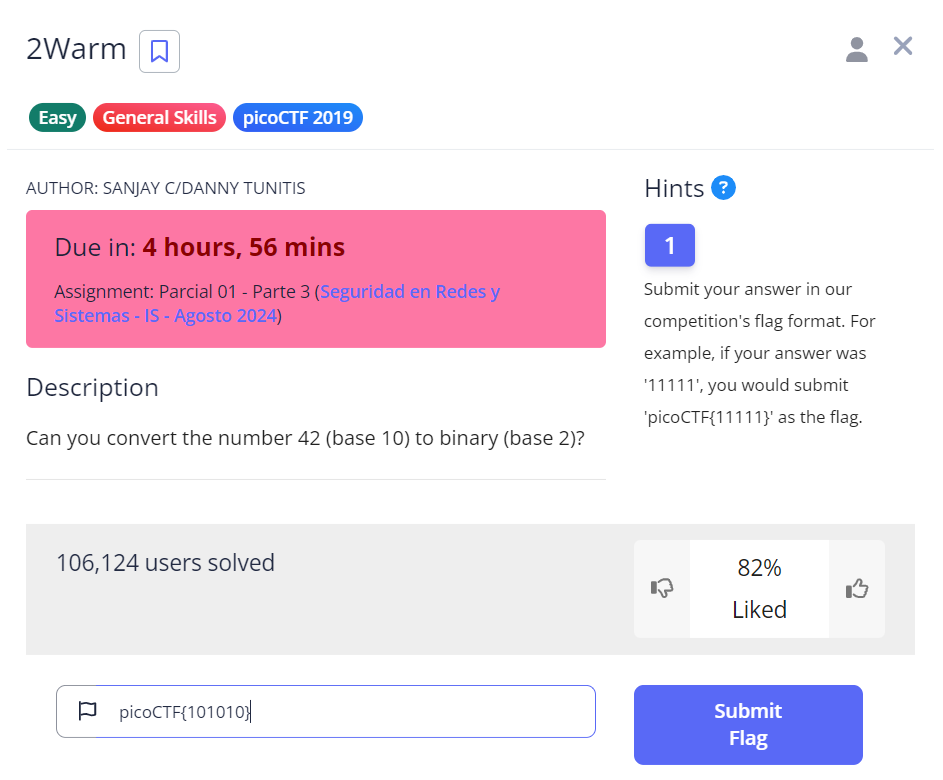 2Warm
Easy General Skills picoCTF 2019
AUTHOR: SANJAY C/DANNY TUNITIS
Due in: 4 hours, 56 mins
Assignment: Parcial 01 - Parte 3 (Seguridad en Redes y
Sistemas - IS - Agosto 2024)
Description
Can you convert the number 42 (base 10) to binary (base 2)?
Hints ?
1
Submit your answer in our
competition's flag format. For
example, if your answer was
'11111', you would submit
'picoCTF{11111}' as the flag.
106,124 users solved
82%
Liked
picoCTF{101010}
Submit
Flag